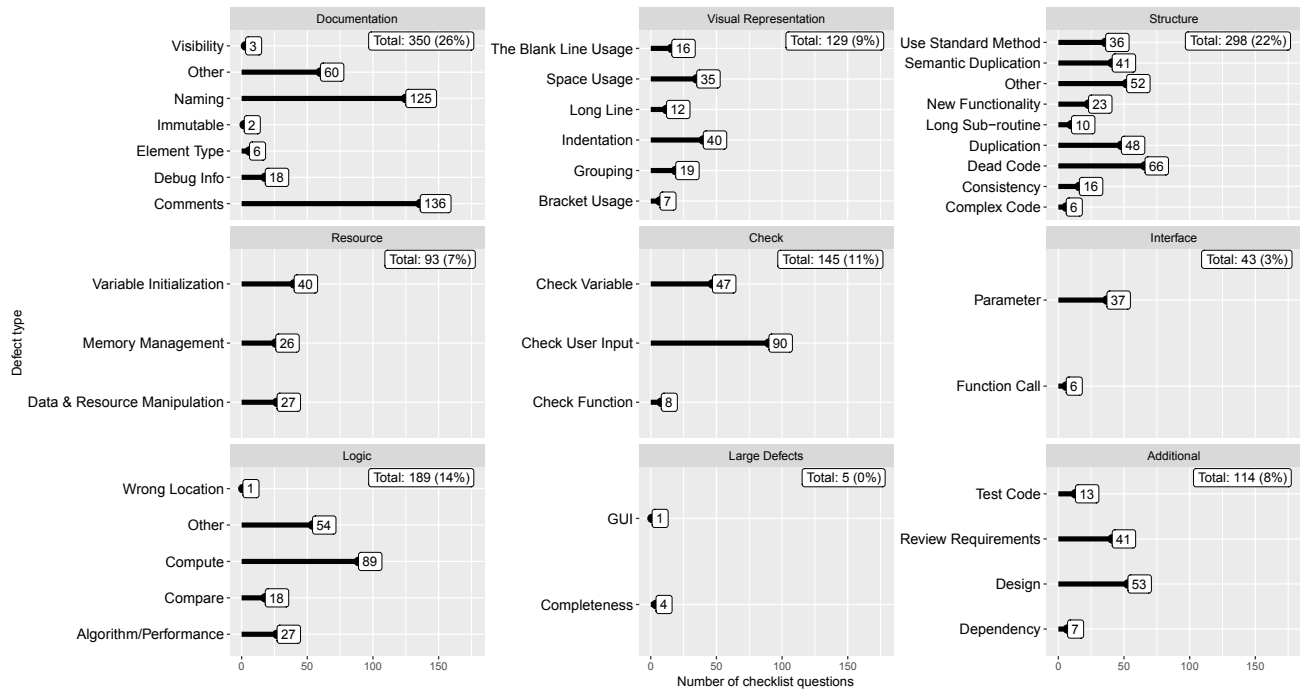 Documentation
Total: 350 (26%)
Visibility 3
Other 60
Naming 125
Immutable 2
Element Type 6
Debug Info 18
Comments 136
Visual Representation
Total: 129 (9%)
The Blank Line Usage 16
Space Usage 35
Long Line 12
Indentation 40
Grouping 19
Bracket Usage 7
Structure
Total: 298 (22%)
Use Standard Method 36
Semantic Duplication 41
Other 52
New Functionality 23
Long Sub−routine 10
Duplication 48
Dead Code 66
Consistency 16
Complex Code 6
Resource
Total: 93 (7%)
Variable Initialization 40
Memory Management 26
Data & Resource Manipulation 27
Check
Total: 145 (11%)
Check Variable 47
Check User Input 90
Check Function 8
Interface
Total: 43 (3%)
Parameter 37
Function Call 6
Logic
Total: 189 (14%)
Wrong Location 1
Other 54
Compute 89
Compare 18
Algorithm/Performance 27
0 50 100 150
Large Defects
Total: 5 (0%)
GUI 1
Completeness 4
0 50 100 150
Additional
Total: 114 (8%)
Test Code 13
Review Requirements 41
Design 53
Dependency 7
0 50 100 150
Defect type
Number of checklist questions